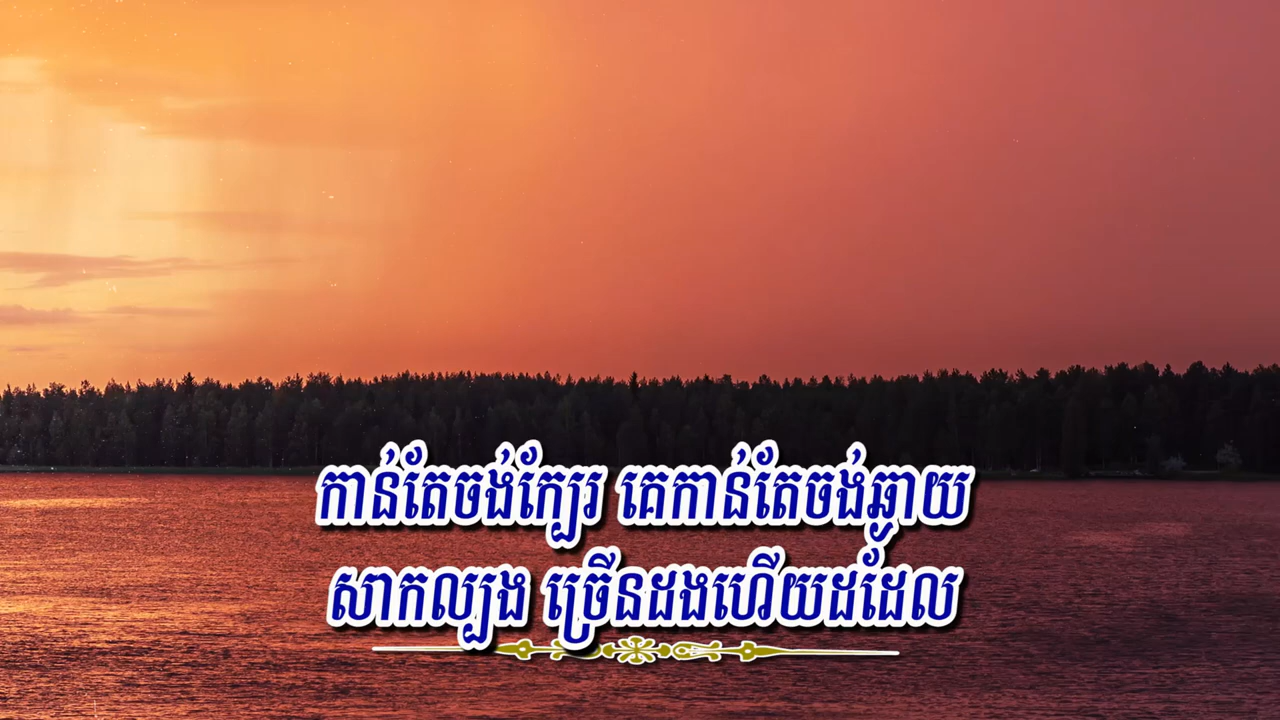 កាន់តែចង់ក្បែរ គេកាន់តែចង់ឆ្ងាយ
សាកល្បង ច្រើនដងហើយដដែល